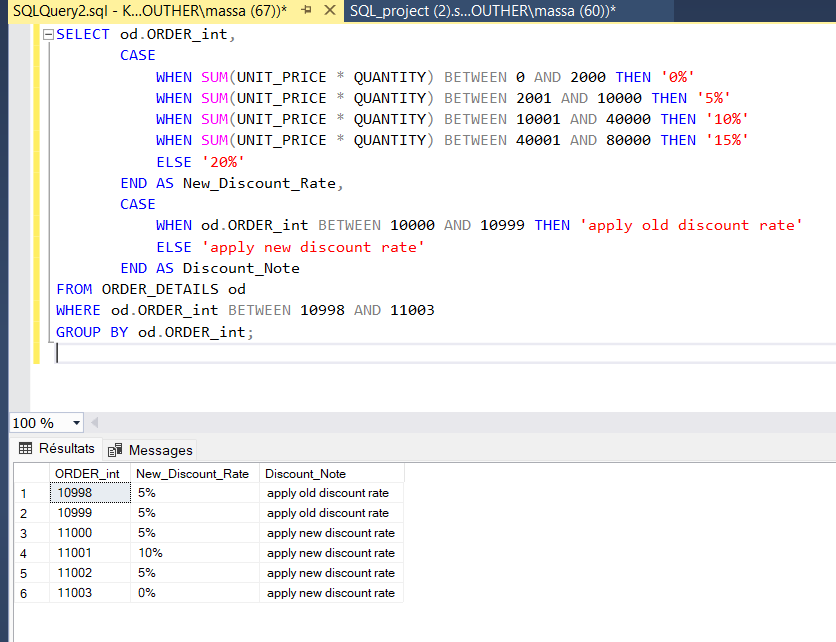 SQLQuery2.sql - K...OUTHER\massa (67))* SQL_project (2).s...OUTHER\massa (60))*
SELECT od.ORDER_int,
CASE
WHEN SUM(UNIT_PRICE * QUANTITY) BETWEEN 0 AND 2000 THEN '0%'
WHEN SUM(UNIT_PRICE * QUANTITY) BETWEEN 2001 AND 10000 THEN '5%'
WHEN SUM(UNIT_PRICE * QUANTITY) BETWEEN 10001 AND 40000 THEN '10%'
WHEN SUM(UNIT_PRICE * QUANTITY) BETWEEN 40001 AND 80000 THEN '15%'
ELSE '20%'
END AS New_Discount_Rate,
CASE
WHEN od.ORDER_int BETWEEN 10000 AND 10999 THEN 'apply old discount rate'
ELSE 'apply new discount rate'
END AS Discount_Note
FROM ORDER_DETAILS od
WHERE od.ORDER_int BETWEEN 10998 AND 11003
GROUP BY od.ORDER_int;
100 %
Résultats Messages
ORDER_int New_Discount_Rate Discount_Note
1 10998 5% apply old discount rate
2 10999 5% apply old discount rate
3 11000 5% apply new discount rate
4 11001 10% apply new discount rate
5 11002 5% apply new discount rate
6 11003 0% apply new discount rate